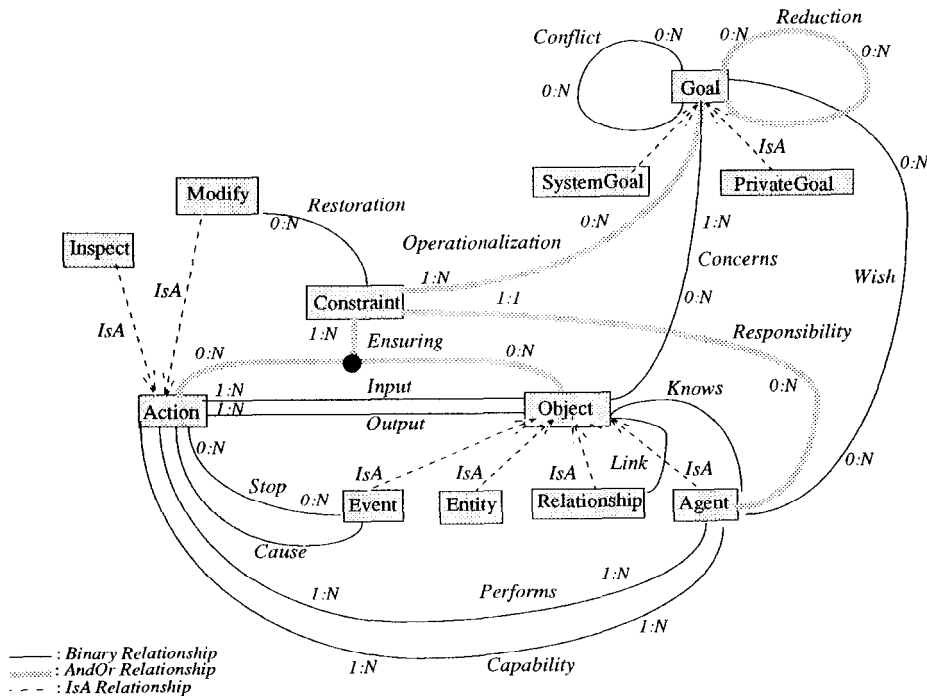 Reduction
Conflict 0:N 0:N 0:N
0:N
Goal
IsA
0:N
SystemGoal PrivateGoal
Modify
Restoration
0:N
0:N
1:N
Inspect
Operationalization
Concerns
IsA
1:N
1:1
Wish
Constraint
0:N
IsA
1:N
Ensuring
Responsibility
0:N
0:N
0:N
Input
Knows
1:N
Action
1:N
Object
Output
0:N
IsA
IsA
IsA
Link
IsA
0:N
Stop
0:N
Event
Entity
Relationship
Agent
Cause
1:N
1:N
Performs
1:N
1:N
Capability
: Binary Relationship
: AndOr Relationship
: IsA Relationship